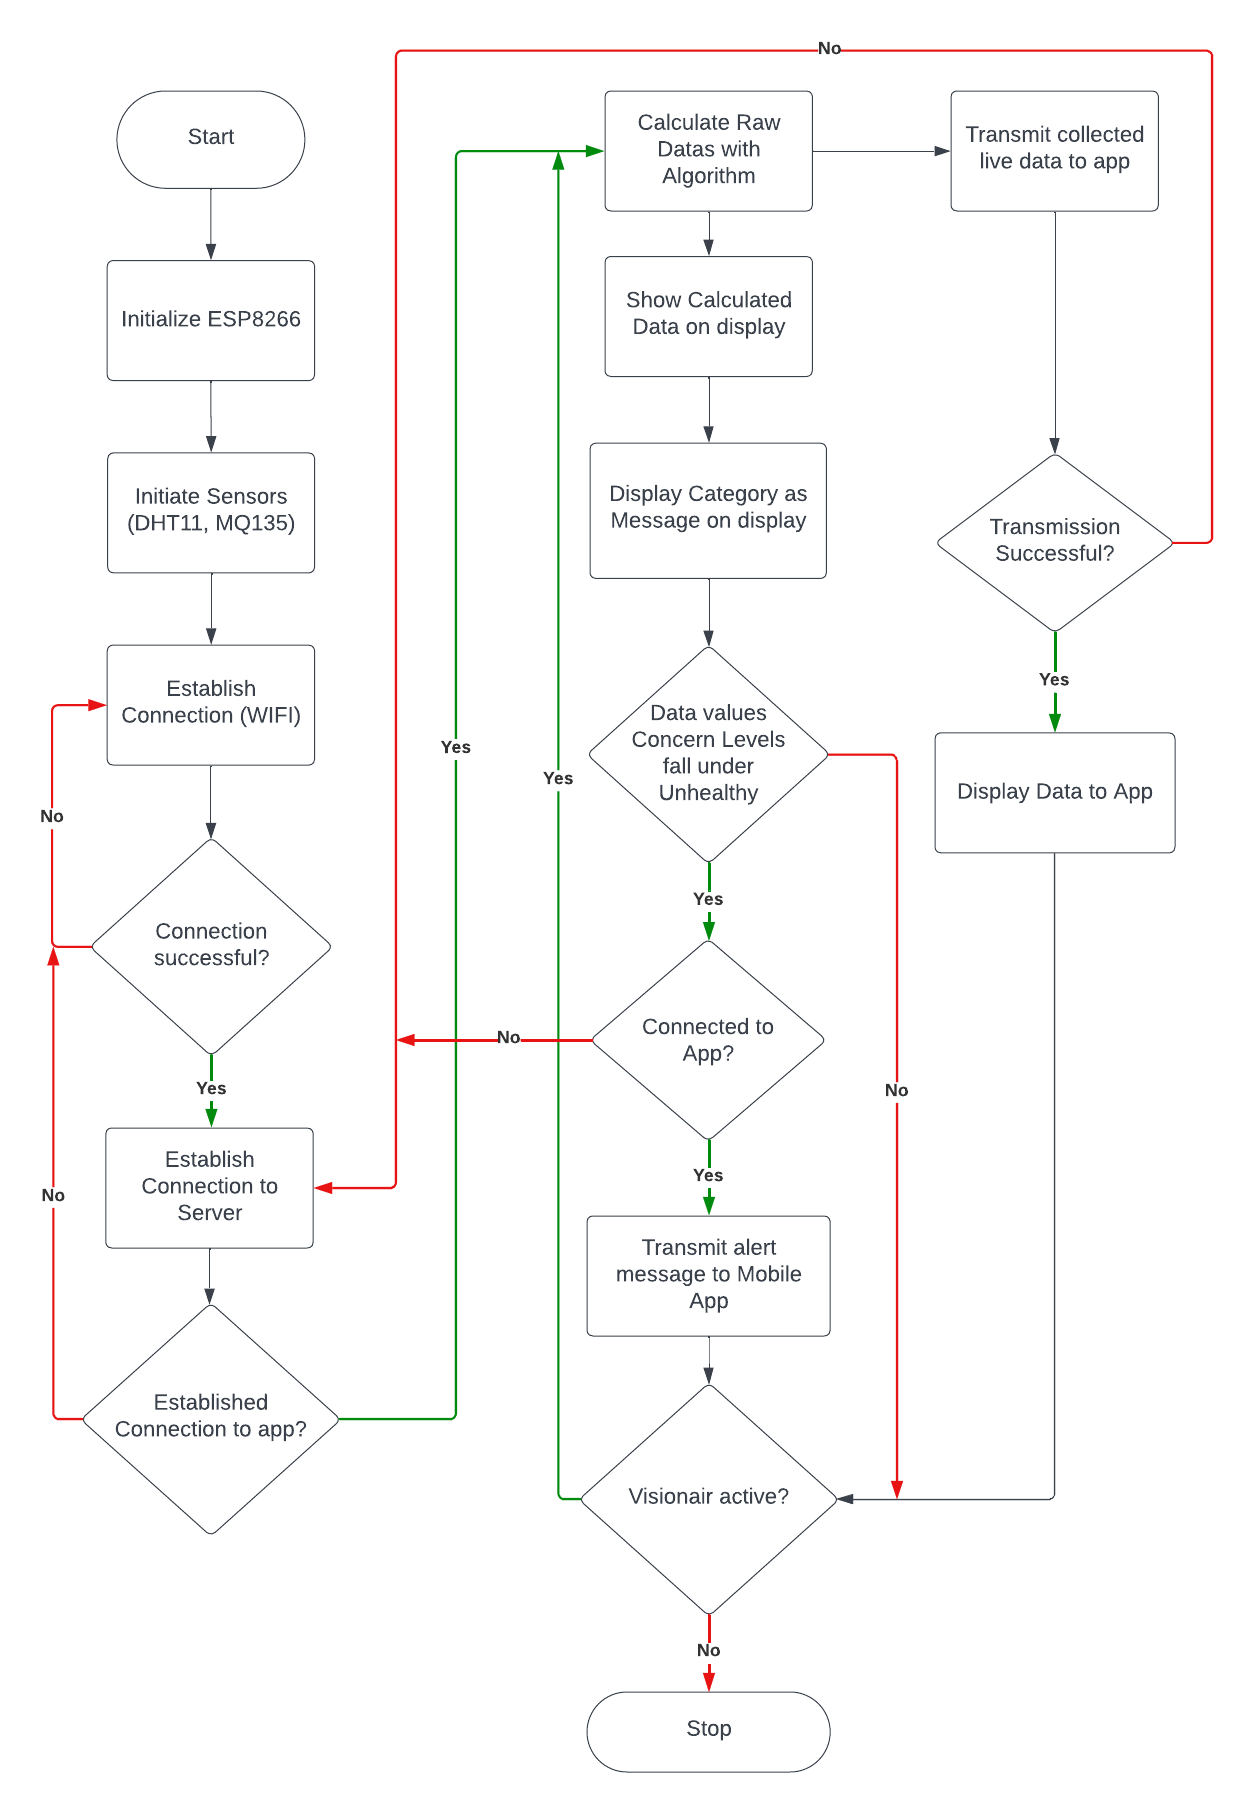 Start
Initialize ESP8266
Initiate Sensors
(DHT11, MQ135)
Establish
Connection (WIFI)
No
Connection
successful?
Yes
Establish
Connection to
Server
No
Established
Connection to app?
Yes
No
Calculate Raw
Datas with
Algorithm
Show Calculated
Data on display
Display Category as
Message on display
Data values
Concern Levels
fall under
Unhealthy
Yes
No
Connected to
App?
No
Yes
Transmit alert
message to Mobile
App
Visionair active?
Yes
No
Stop
Transmit collected
live data to app
Transmission
Successful?
Yes
Display Data to App